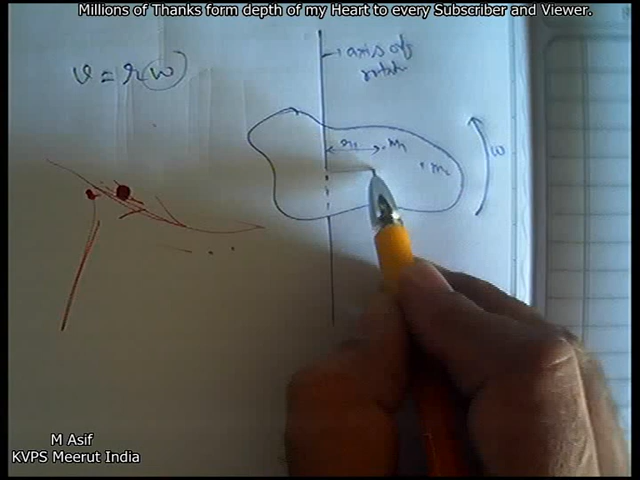 Millions of Thanks form depth of my Heart to every Subscriber and Viewer.
v = rω
axis of
rotatn
r₁
m₁
m₂
ω
M Asif
KVPS Meerut India